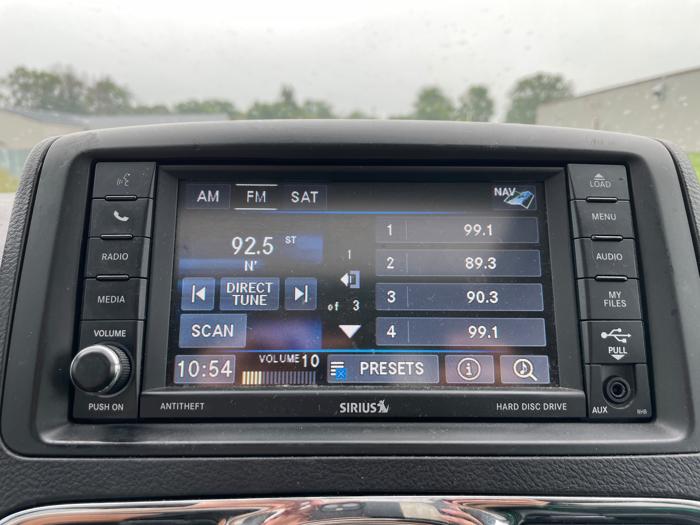 AM FM SAT
NAV
92.5 ST
N'
DIRECT
TUNE
SCAN
1
of 3
1 99.1
2 89.3
3 90.3
4 99.1
10:54
VOLUME 10
PRESETS
i
RADIO
MEDIA
VOLUME
PUSH ON
LOAD
MENU
AUDIO
MY
FILES
PULL
AUX
RHB
ANTITHEFT
SIRIUS
HARD DISC DRIVE